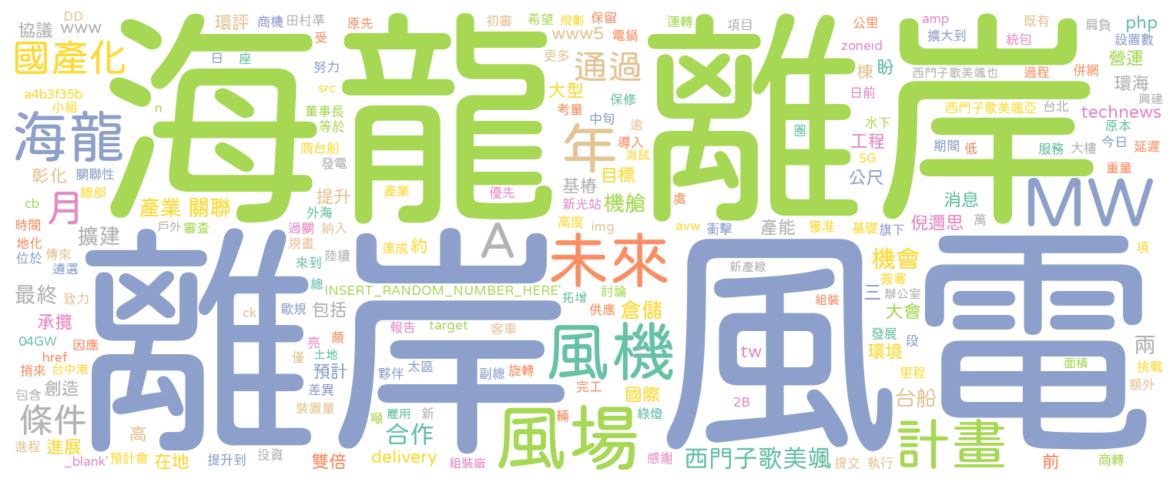 海龍離岸
離岸風電
海龍
國產化
協議
www
DD
環評
商機
田村準
原先
受
初審
希望
規劃
保留
電鍋
www5
更多
通過
大型
運轉
項目
公里
amp
既有
肩負
php
擴大到
統包
設置數
zoneid
棟
盼
營運
西門子歌美颯也
過程
併網
環海
興建
日
座
努力
src
a4b3f35b
小組
n
董事長
等於
商台船
發電
考量
保修
中旬
逾
導入
測試
年
目標
日前
圈
水下
工程
SG
公尺
西門子歌美颯亞
台北
technews
原本
今日
延遲
期間
低
服務
大樓
重量
MW
彰化
關聯性
總部
cb
月
產業 關聯
提升
外海
產業
優先
基樁
機艙
新光站
處
高度
img
avw
衝擊
產能
獲准
基礎
旗下
消息
倪邇思
萬
時間
地化
位於
戶外
審查
傳來
遴選
擴建
過關
納入
規畫
陸續
來到
總
達成
約
A
未來
機會
簽署
項
新產線
三
辦公室
大會
INSERT_RANDOM_NUMBER_HERE
拓增
討論
供應
倉儲
最終
致力
ck
歐規
包括
組裝
發展
段
環境
兩
承攬
04GW
因應
href
捎來
台中港
創造
包含
條件
進程
進展
_blank'
預計會
高
在地
提升到
投資
雙倍
亮
頗
僅
土地
預計
差異
裝置量
報告
target
客車
夥伴
太區
副總
旋轉
風機
完工
國際
輛
綠燈
噸
雇用
新
合作
delivery
組裝廠
風場
感謝
tw
2B
西門子歌美颯
提交
執行
面積
挑戰
額外
里程
台船
計畫
前
商轉